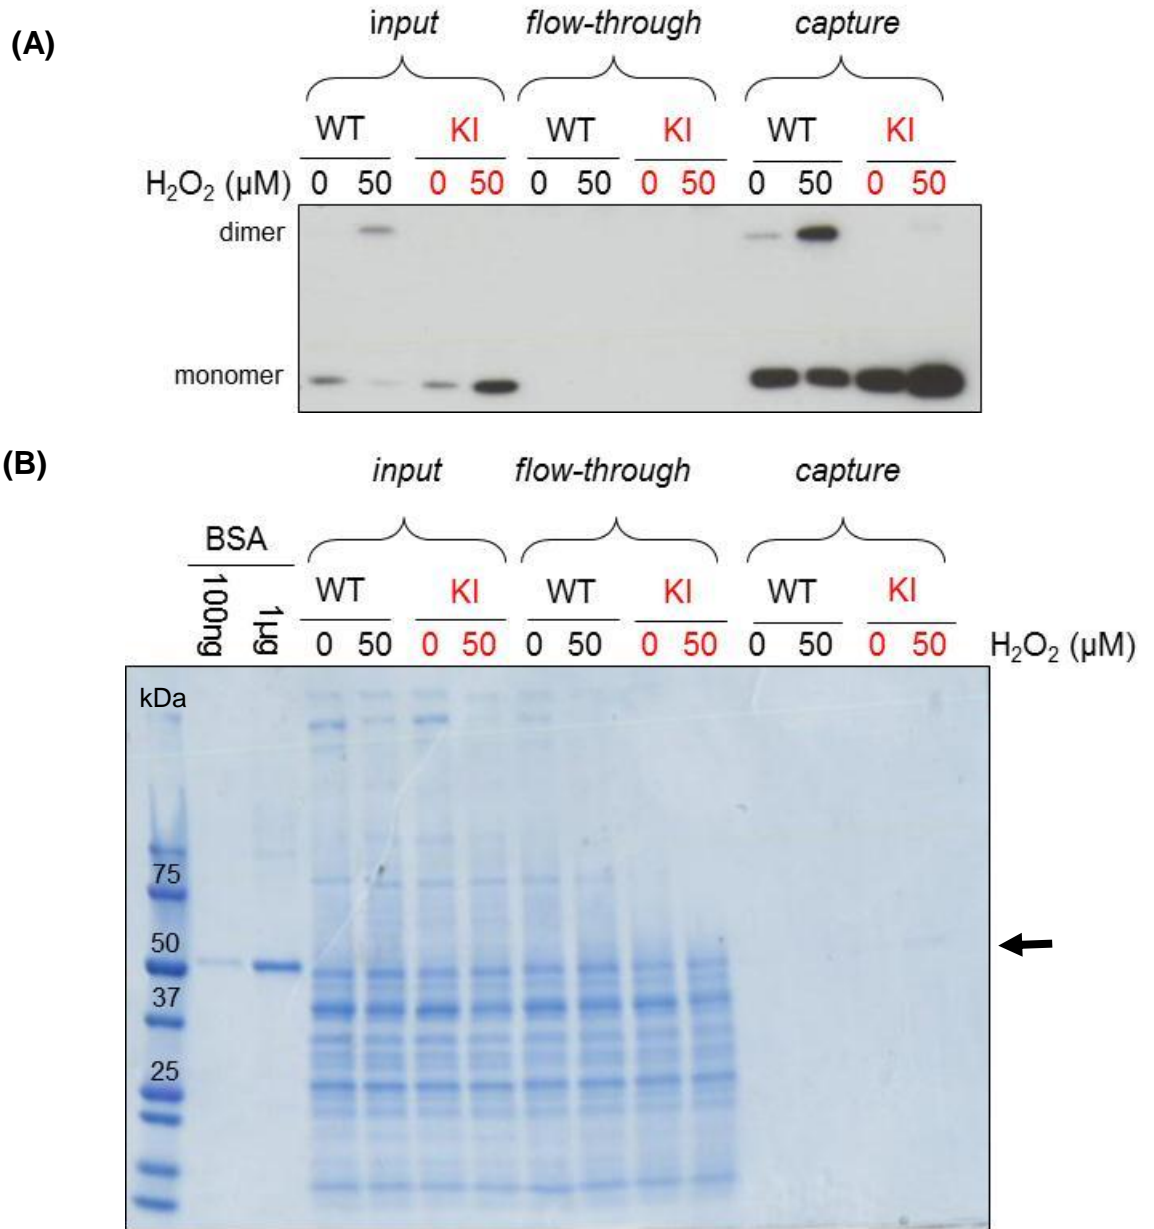 (A)
input flow-through capture
WT KI WT KI WT KI
H₂O₂ (µM) 0 50 0 50 0 50 0 50 0 50 0 50
dimer
monomer
(B)
input flow-through capture
BSA
100ng 1µg
WT KI WT KI WT KI
0 50 0 50 0 50 0 50 0 50 0 50 H₂O₂ (µM)
kDa
75
50
37
25